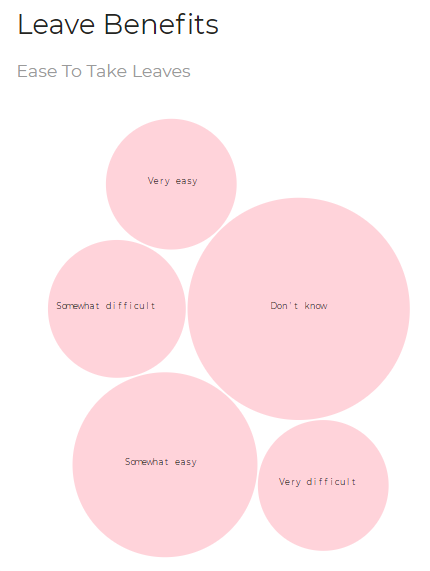 Leave Benefits
Ease To Take Leaves
Very easy
Somewhat difficult
Don't know
Somewhat easy
Very difficult